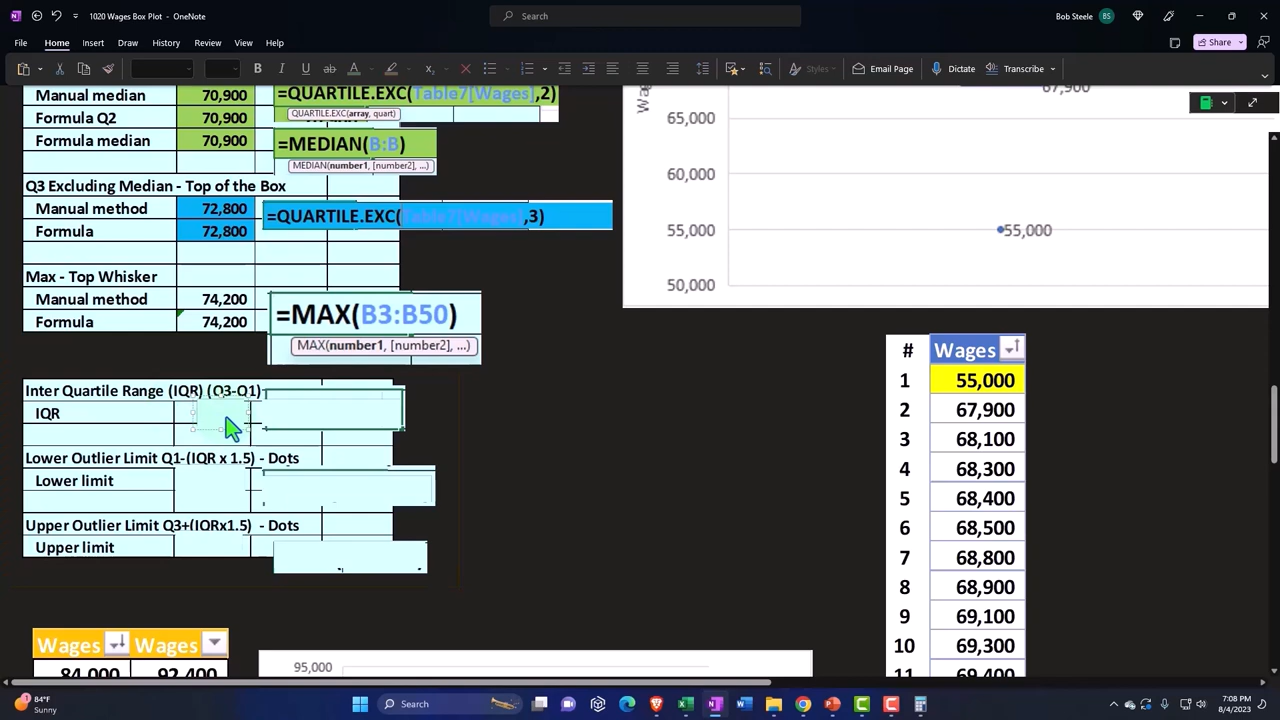 1020 Wages Box Plot - OneNote
Search
Bob Steele BS
File Home Insert Draw History Review View Help
Share
B I U ab A
Styles Email Page Dictate Transcribe
Manual median 70,900 =QUARTILE.EXC(Table7[Wages],2)
QUARTILE.EXC(array, quart)
Formula Q2 70,900
Formula median 70,900 =MEDIAN(B:B)
MEDIAN(number1, [number2], ...)
Q3 Excluding Median - Top of the Box
Manual method 72,800 =QUARTILE.EXC(Table7[Wages],3)
Formula 72,800
Max - Top Whisker
Manual method 74,200 =MAX(B3:B50)
Formula 74,200
MAX(number1, [number2], ...)
Inter Quartile Range (IQR) (Q3-Q1)
IQR
Lower Outlier Limit Q1-(IQR x 1.5) - Dots
Lower limit
Upper Outlier Limit Q3+(IQRx1.5) - Dots
Upper limit
Wages Wages
84,000 92,400
95,000
67,900
65,000
60,000
55,000 55,000
50,000
# Wages
1 55,000
2 67,900
3 68,100
4 68,300
5 68,400
6 68,500
7 68,800
8 68,900
9 69,100
10 69,300
11 69,400
84°F
Sunny
Search
7:08 PM
8/4/2023